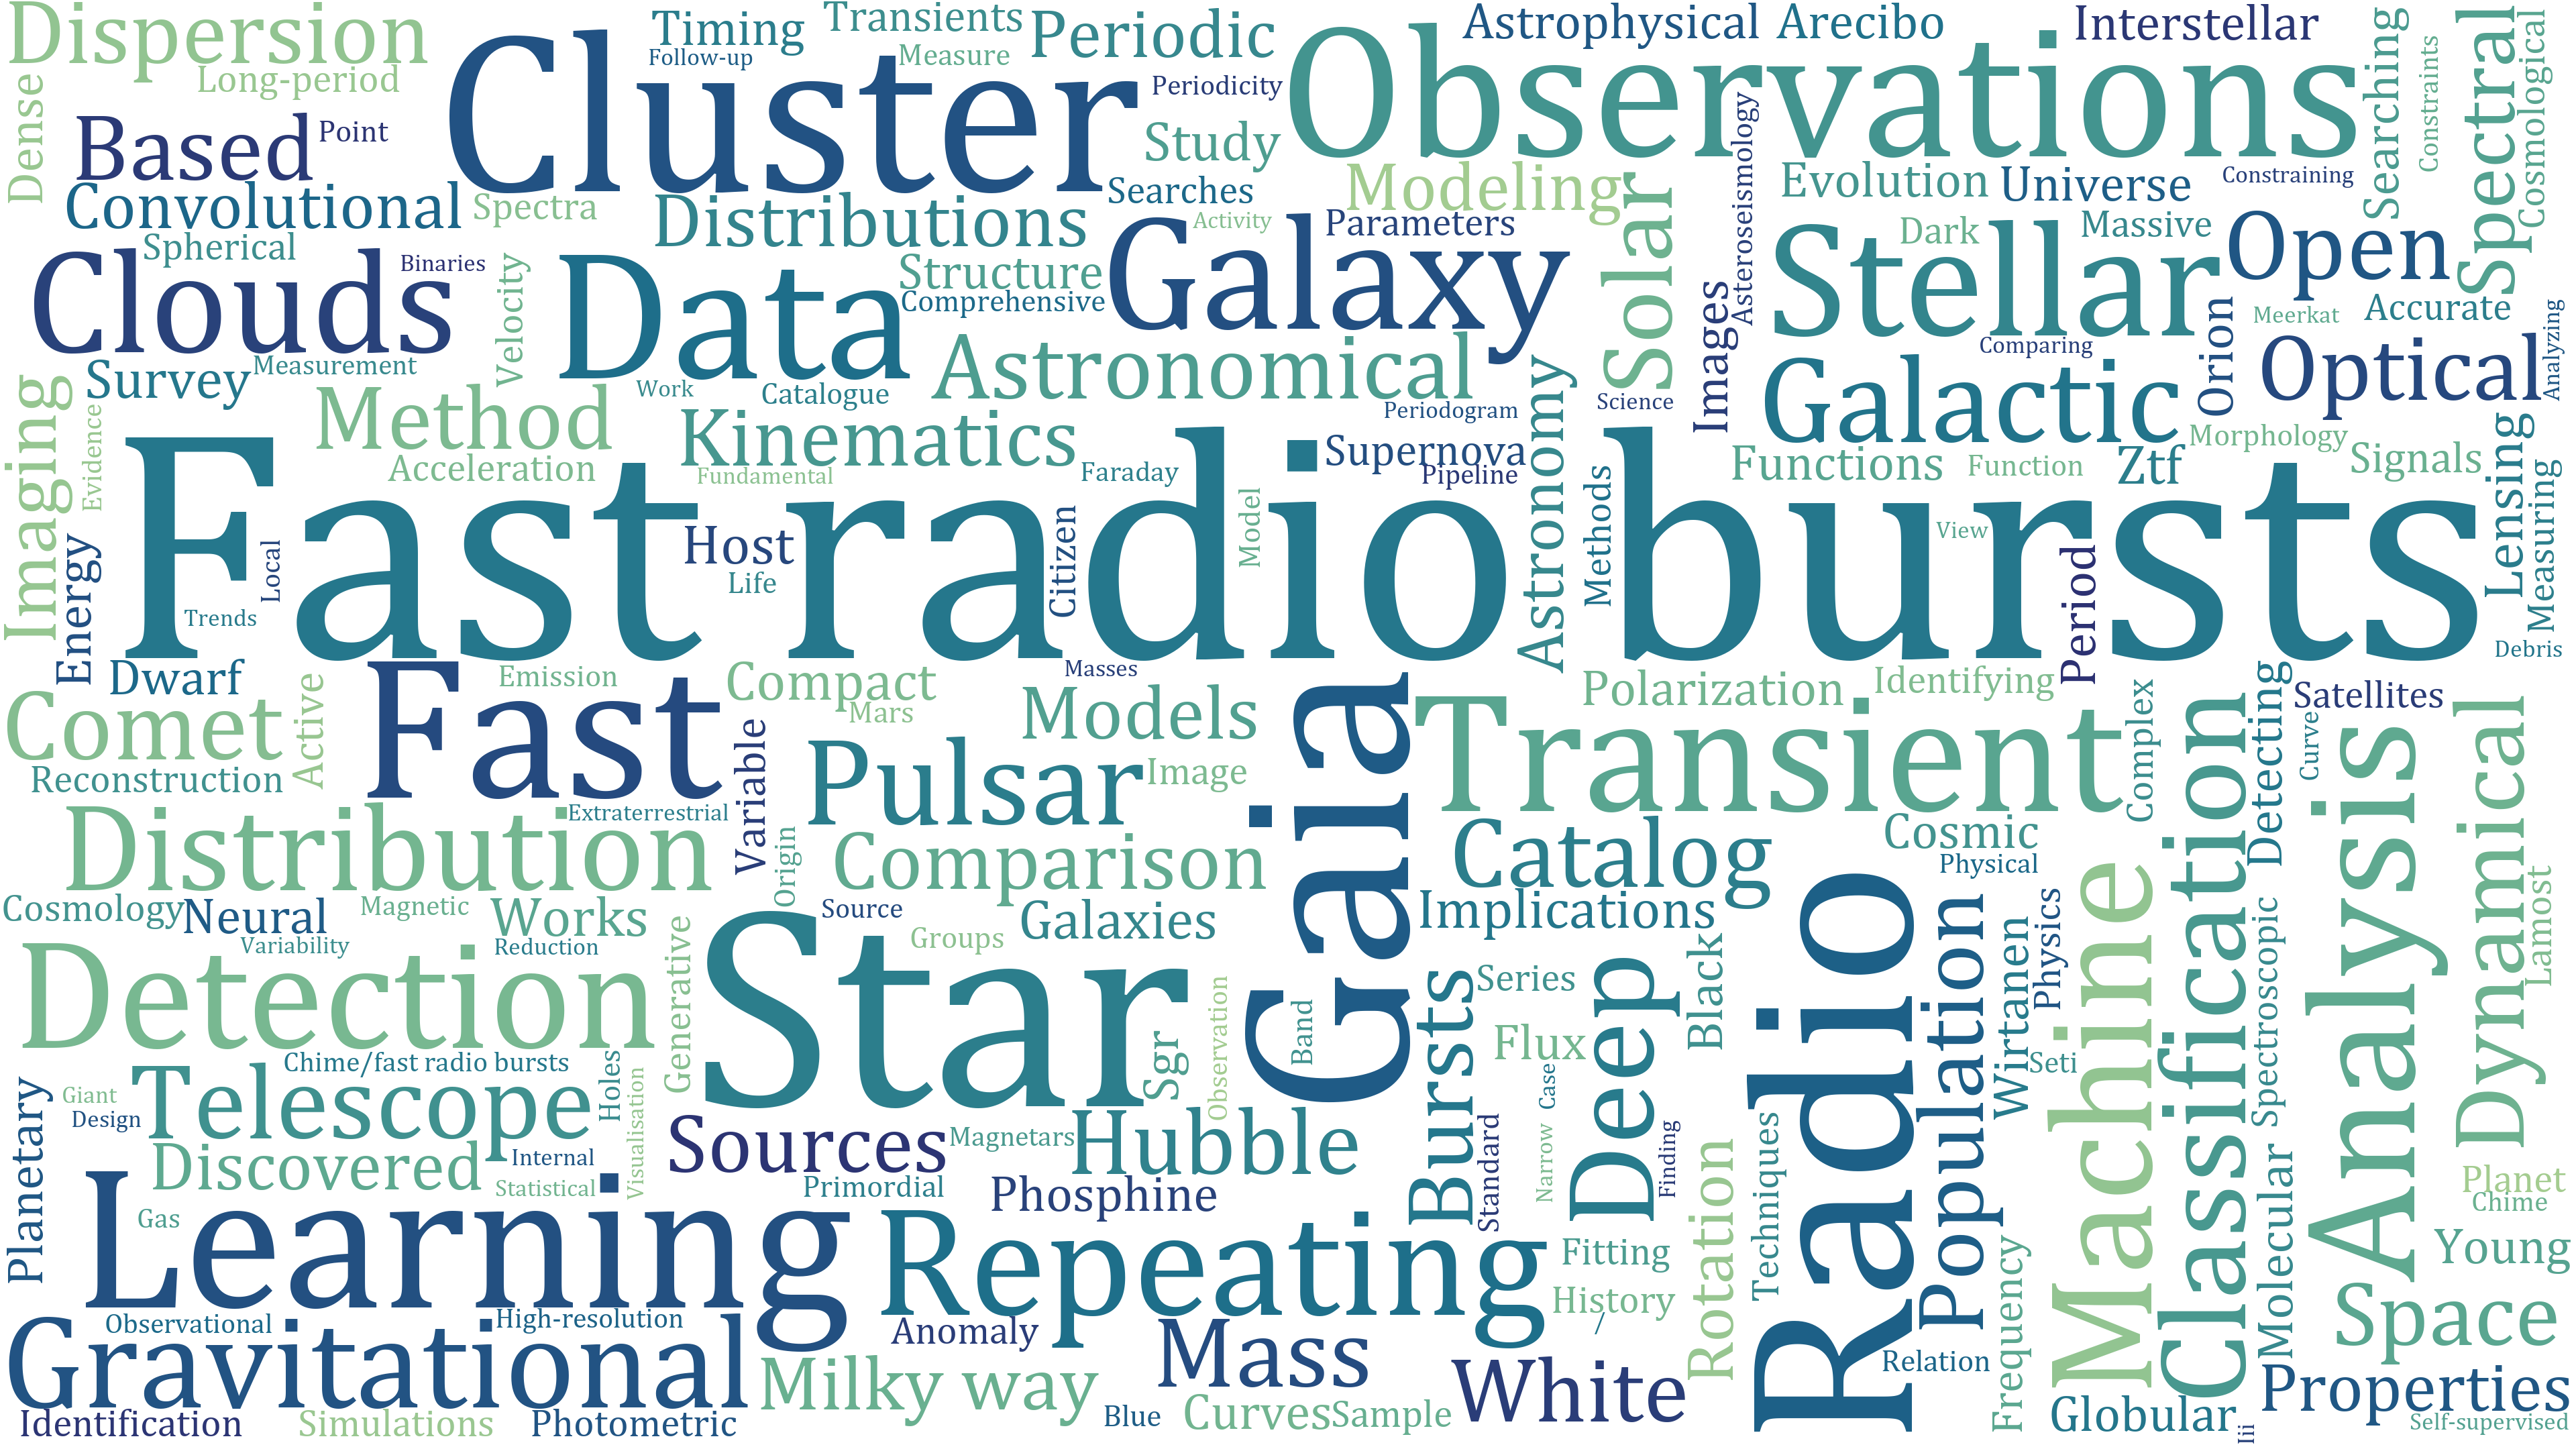 Dispersion
Timing
Transients
Periodic
Astrophysical
Arecibo
Interstellar
Searching
Constraints
Spectral
Cosmological
Dense
Long-period
Cluster
Follow-up
Measure
Periodicity
Observations
Based
Point
Study
Asteroseismology
Convolutional
Spectra
Distributions
Searches
Activity
Modeling
Solar
Evolution
Universe
Constraining
Spherical
Binaries
Parameters
Dark
Massive
Open
Clouds
Velocity
Data
Structure
Comprehensive
Galaxy
Images
Stellar
Orion
Meerkat
Accurate
Analyzing
Survey
Measurement
Astronomical
Comparing
Optical
Imaging
Evidence
Method
Work
Catalogue
Periodogram
Science
Galactic
Acceleration
Kinematics
Fundamental
Faraday
Supernova
Pipeline
Astronomy
Methods
Functions
Function
Ztf
Morphology
Signals
Lensing
Measuring
Energy
Local
Trends
Fast radio bursts
Host
Life
Citizen
Model
View
Period
Debris
Dwarf
Emission
Compact
Masses
Polarization
Identifying
Detecting
Satellites
Comet
Active
Fast
Variable
Mars
Models
Gaia
Transient
Complex
Classification
Curve
Analysis
Dynamical
Reconstruction
Extraterrestrial
Pulsar
Image
Distribution
Origin
Comparison
Catalog
Cosmic
Physical
Cosmology
Neural
Magnetic
Works
Source
Galaxies
Implications
Radio
Population
Wirtanen
Physics
Machine
Spectroscopic
Lamost
Variability
Reduction
Generative
Groups
Detection
Star
Observation
Band
Bursts
Series
Deep
Black
Chime/fast radio bursts
Holes
Visualisation
Sgr
Flux
Seti
Planetary
Giant
Design
Telescope
Sources
Magnetars
Hubble
Standard
Narrow
Case
Finding
Rotation
Techniques
Frequency
Molecular
Discovered
Internal
Statistical
Primordial
Phosphine
Planet
Chime
Gas
Learning
Repeating
Fitting
Young
History
/
Observational
High-resolution
Anomaly
Mass
Relation
Space
Gravitational
Milky way
White
Properties
Identification
Simulations
Photometric
Blue
Curves
Sample
Globular
Iii
Self-supervised